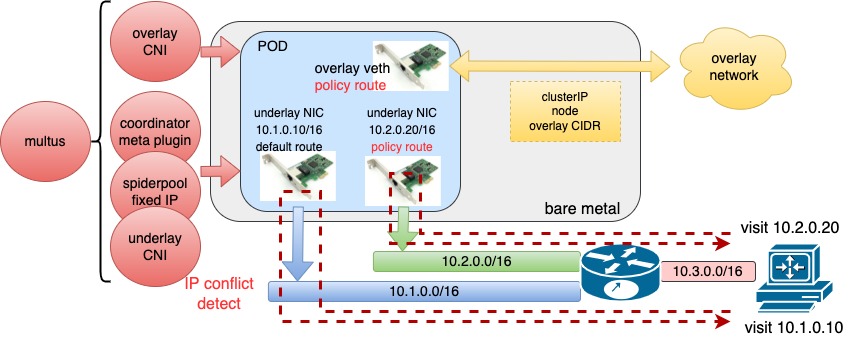 overlay
CNI
multus
coordinator
meta plugin
spiderpool
fixed IP
underlay
CNI
POD
overlay veth
policy route
underlay NIC
10.1.0.10/16
default route
underlay NIC
10.2.0.20/16
policy route
clusterIP
node
overlay CIDR
overlay
network
bare metal
IP conflict
detect
10.2.0.0/16
10.1.0.0/16
10.3.0.0/16
visit 10.2.0.20
visit 10.1.0.10